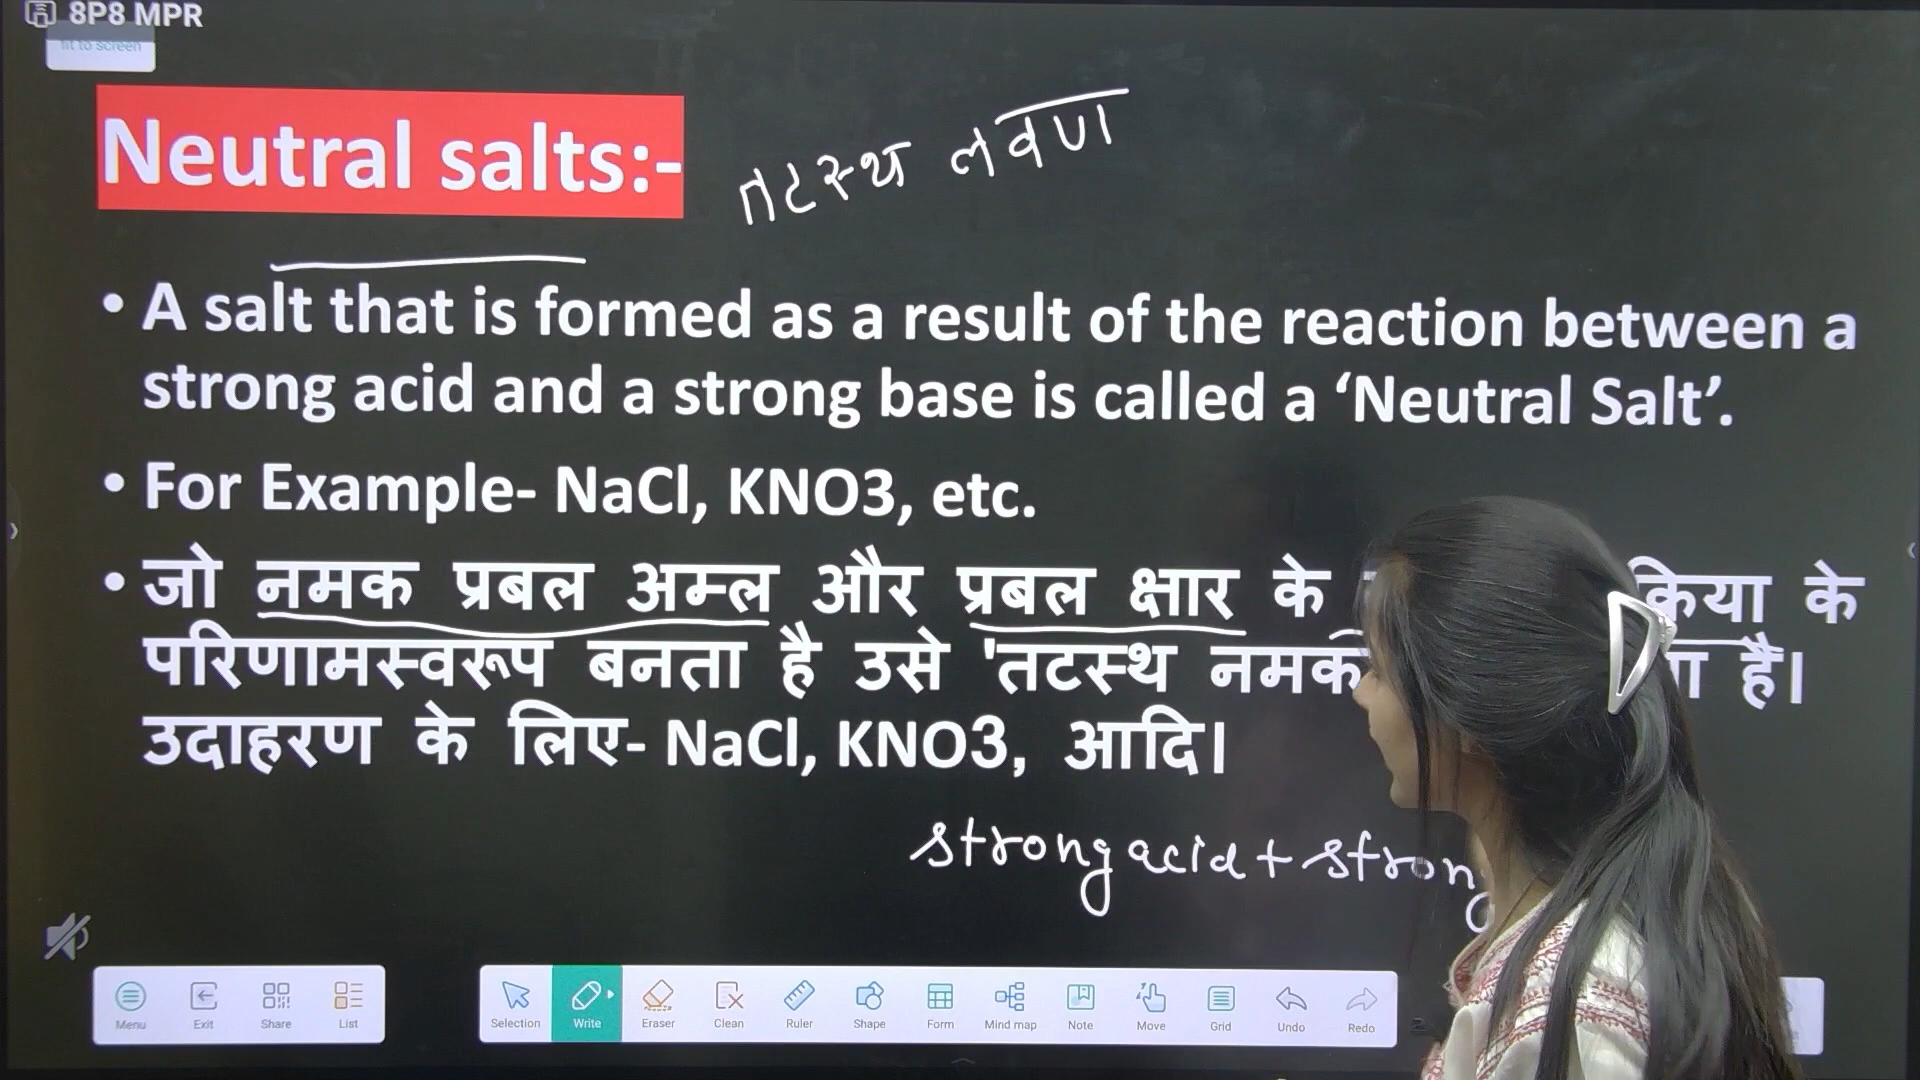 8P8 MPR
fit to screen
Neutral salts:-
तटस्थ लवण
• A salt that is formed as a result of the reaction between a
strong acid and a strong base is called a ‘Neutral Salt’.
• For Example- NaCl, KNO3, etc.
• जो नमक प्रबल अम्ल और प्रबल क्षार के क्रिया के
परिणामस्वरूप बनता है उसे 'तटस्थ नमक है।
उदाहरण के लिए- NaCl, KNO3, आदि।
strong acid + strong
Menu Exit Share List Selection Write Eraser Clean Ruler Shape Form Mind map Note Move Grid Undo Redo